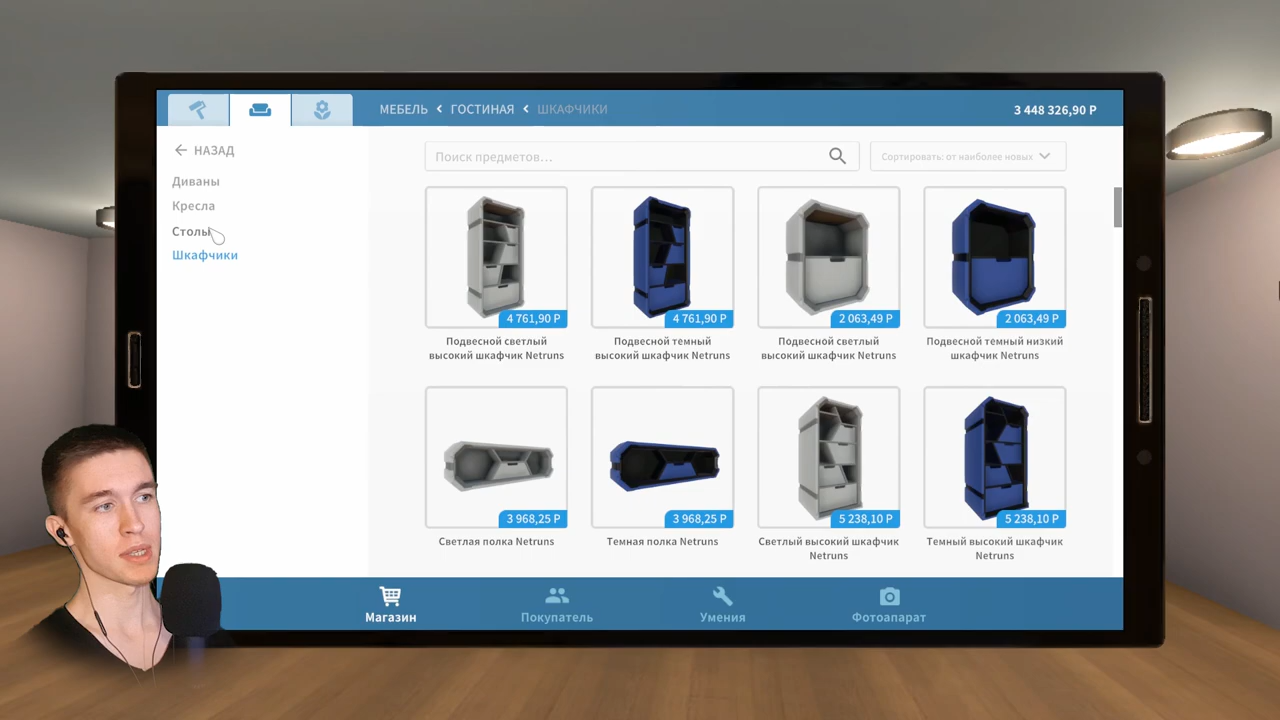 МЕБЕЛЬ < ГОСТИНАЯ < ШКАФЧИКИ
3 448 326,90 Р
НАЗАД
Диваны
Кресла
Столы
Шкафчики
Поиск предметов...
Сортировать: от наиболее новых
4 761,90 Р
4 761,90 Р
2 063,49 Р
2 063,49 Р
Подвесной светлый
высокий шкафчик Netruns
Подвесной темный
высокий шкафчик Netruns
Подвесной светлый
высокий шкафчик Netruns
Подвесной темный низкий
шкафчик Netruns
3 968,25 Р
3 968,25 Р
5 238,10 Р
5 238,10 Р
Светлая полка Netruns
Темная полка Netruns
Светлый высокий шкафчик
Netruns
Темный высокий шкафчик
Netruns
Магазин
Покупатель
Умения
Фотоаппарат